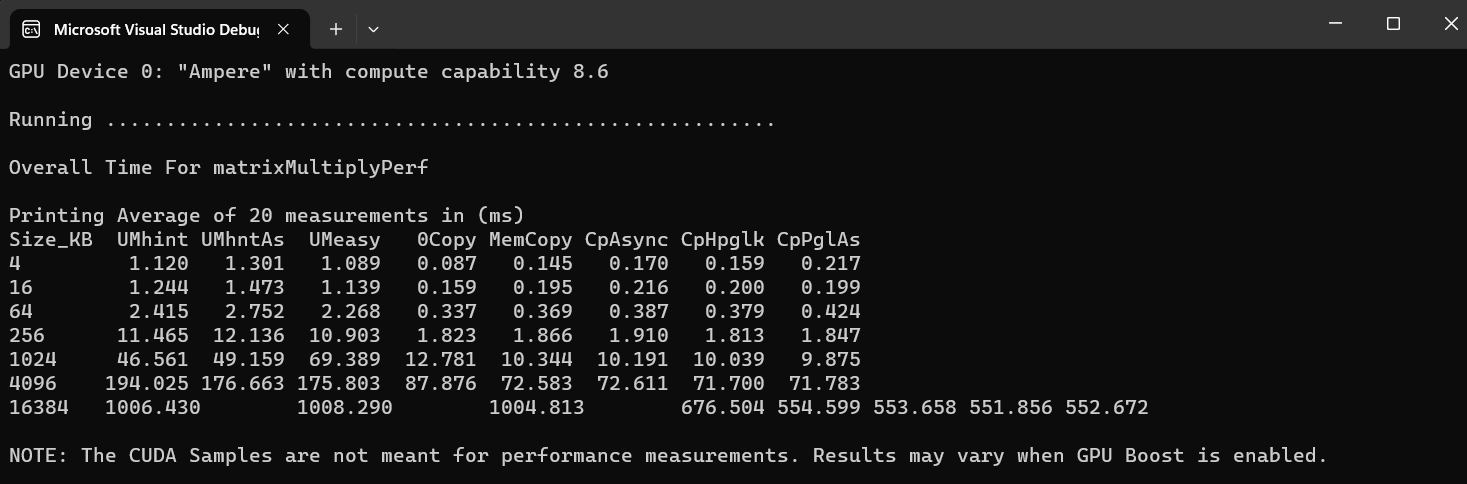 Microsoft Visual Studio Debu
GPU Device 0: "Ampere" with compute capability 8.6
Running ........................................................
Overall Time For matrixMultiplyPerf
Printing Average of 20 measurements in (ms)
Size_KB  UMhint UMhntAs  UMeasy   0Copy MemCopy CpAsync CpHpglk CpPglAs
4         1.120   1.301   1.089   0.087   0.145   0.170   0.159   0.217
16        1.244   1.473   1.139   0.159   0.195   0.216   0.200   0.199
64        2.415   2.752   2.268   0.337   0.369   0.387   0.379   0.424
256      11.465  12.136  10.903   1.823   1.866   1.910   1.813   1.847
1024     46.561  49.159  69.389  12.781  10.344  10.191  10.039   9.875
4096    194.025 176.663 175.803  87.876  72.583  72.611  71.700  71.783
16384   1006.430        1008.290        1004.813        676.504 554.599 553.658 551.856 552.672
NOTE: The CUDA Samples are not meant for performance measurements. Results may vary when GPU Boost is enabled.